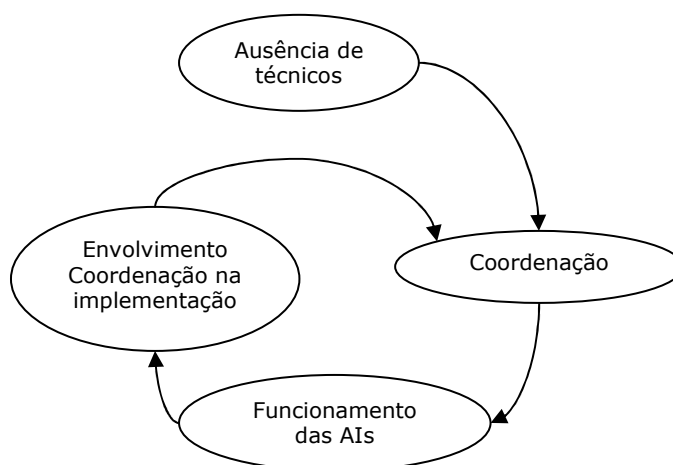 Ausência de
técnicos
Envolvimento
Coordenação na
implementação
Coordenação
Funcionamento
das AIs